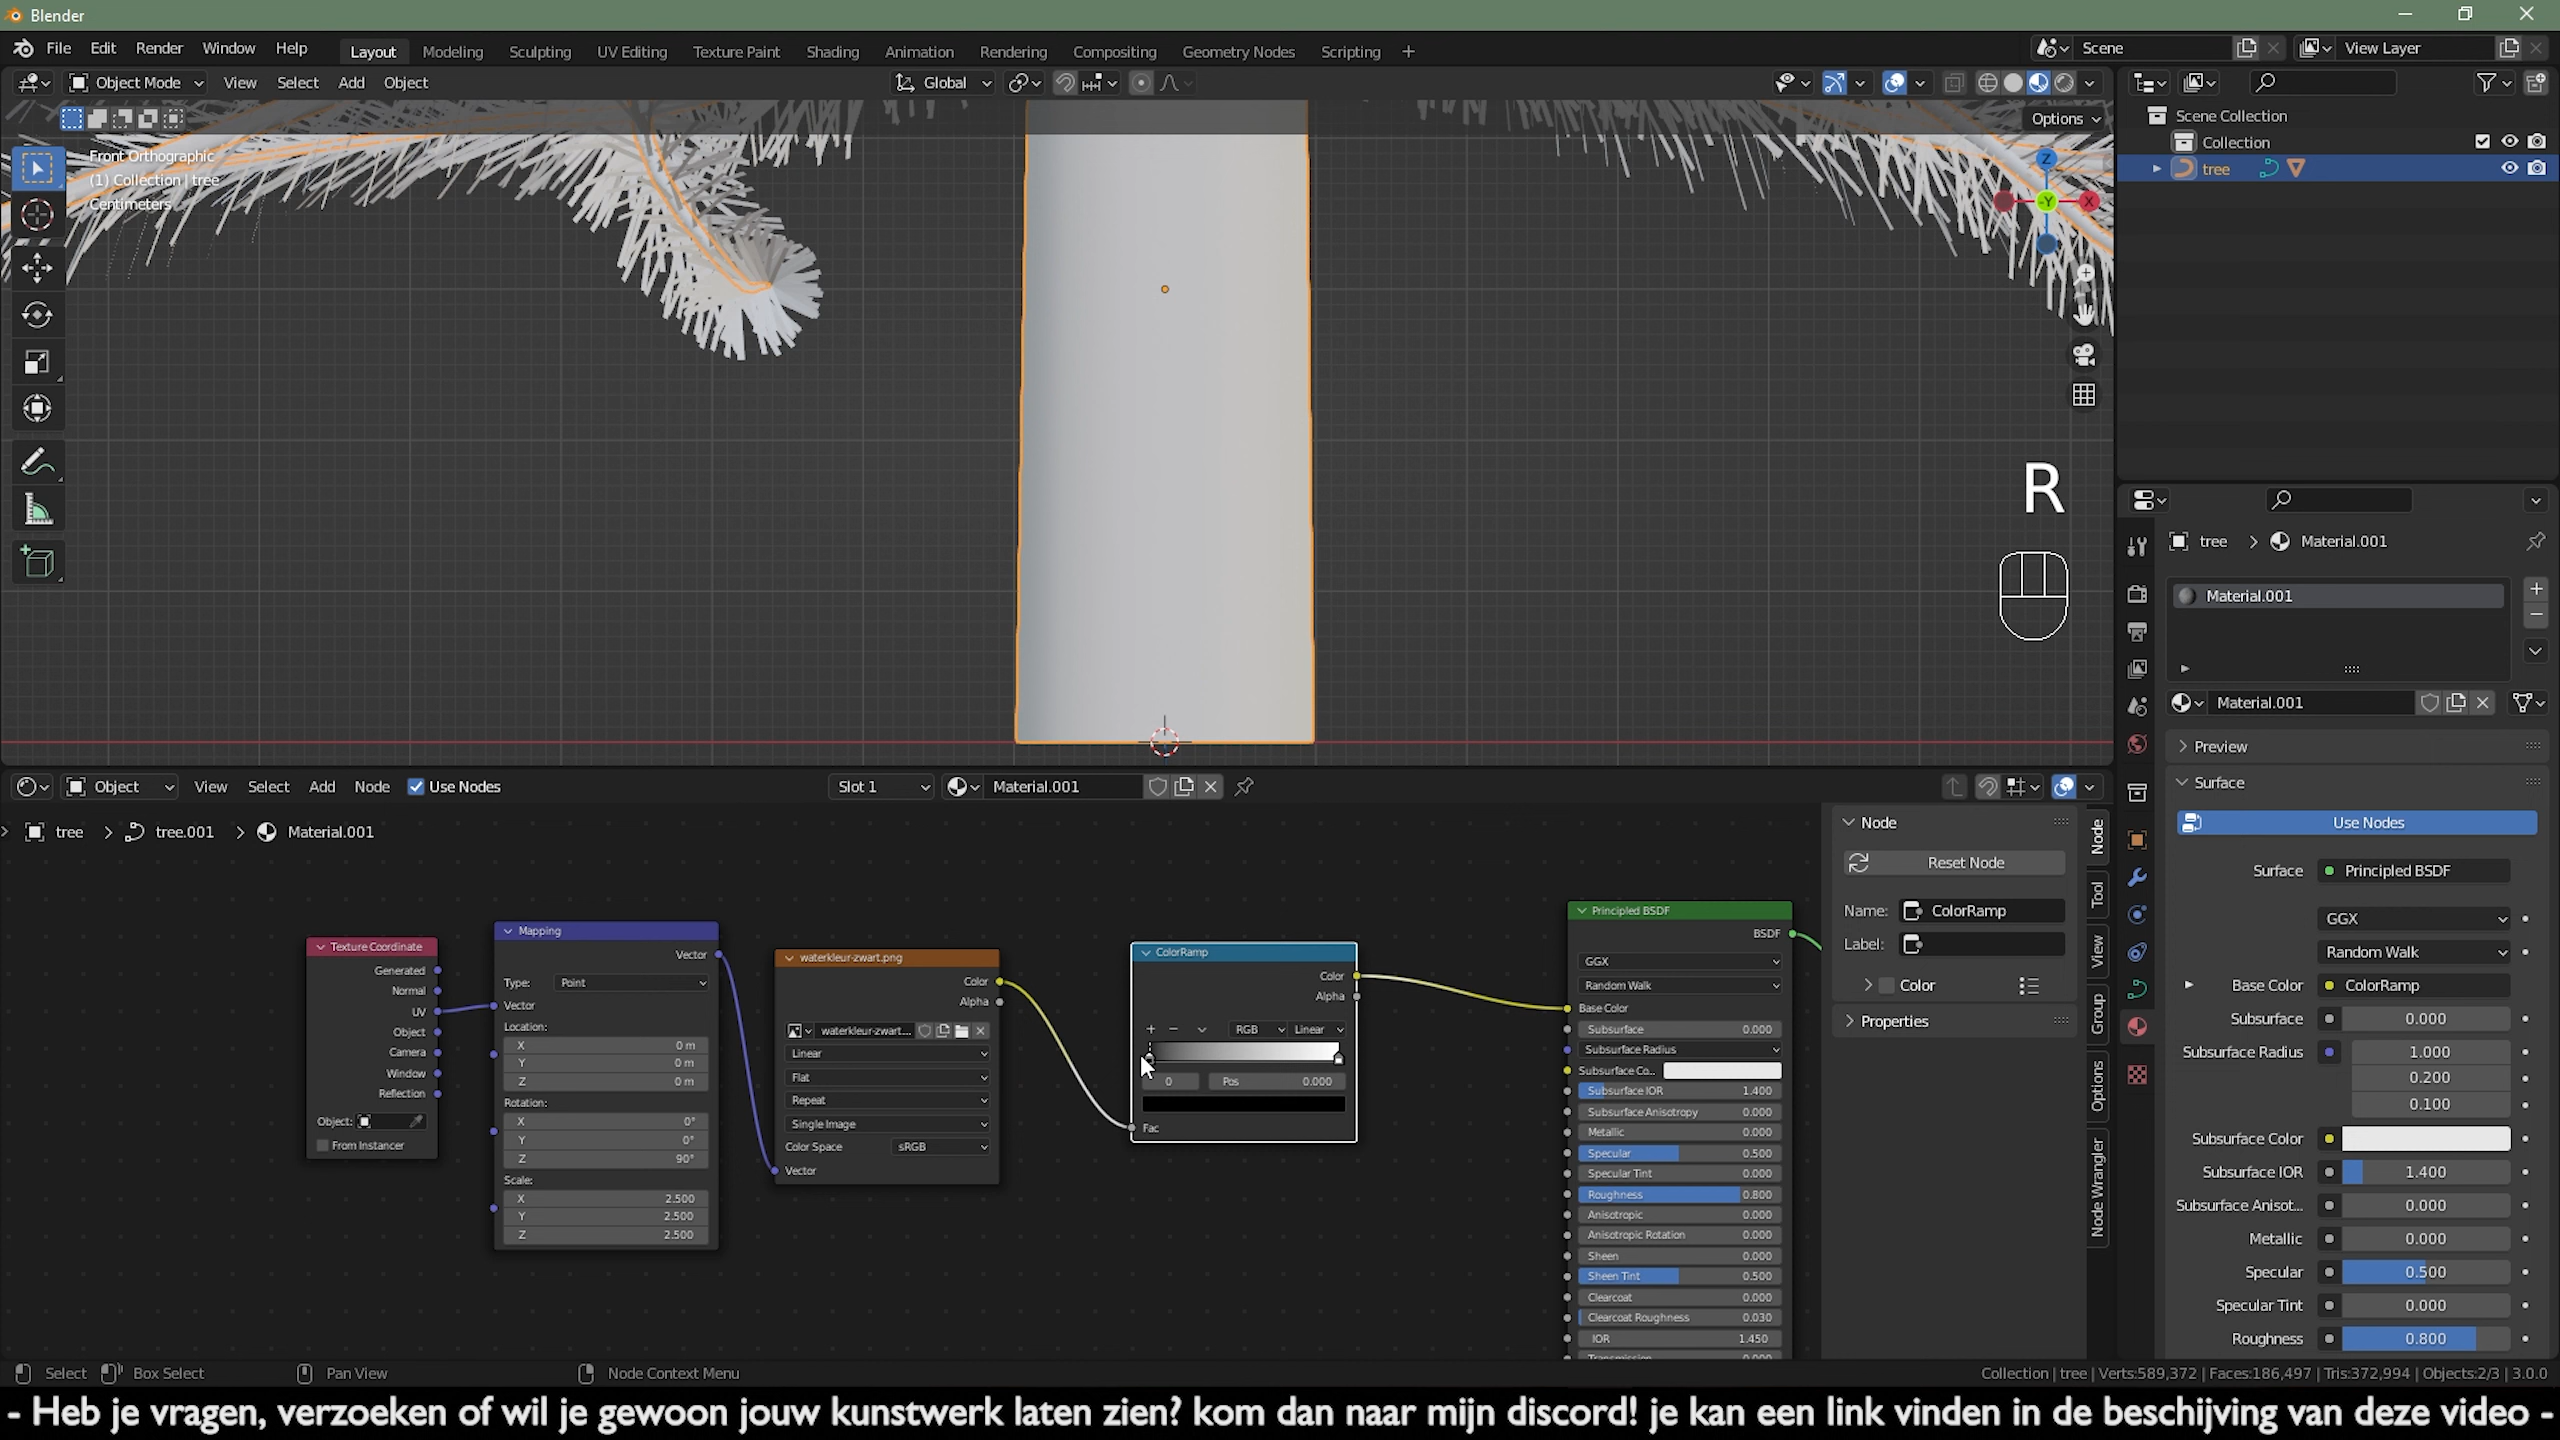 Blender
File Edit Render Window Help Layout Modeling Sculpting UV Editing Texture Paint Shading Animation Rendering Compositing Geometry Nodes Scripting + Scene View Layer
Object Mode View Select Add Object Global
Options
Front Orthographic
(1) Collection | tree
Centimeters
Z
-Y
X
R
Scene Collection
Collection
tree
tree > Material.001
Material.001
Material.001
Preview
Surface
Use Nodes
Surface Principled BSDF
GGX
Random Walk
Base Color ColorRamp
Subsurface 0.000
Subsurface Radius 1.000
0.200
0.100
Subsurface Color
Subsurface IOR 1.400
Subsurface Anisot... 0.000
Metallic 0.000
Specular 0.500
Specular Tint 0.000
Roughness 0.800
Object View Select Add Node Use Nodes Slot 1 Material.001
tree > tree.001 > Material.001
Texture Coordinate
Generated
Normal
UV
Object
Camera
Window
Reflection
Object:
From Instancer
Mapping
Vector
Type: Point
Vector
Location:
X 0 m
Y 0 m
Z 0 m
Rotation:
X 0°
Y 0°
Z 90°
Scale:
X 2.500
Y 2.500
Z 2.500
waterkleur-zwart.png
Color
Alpha
waterkleur-zwart...
Linear
Flat
Repeat
Single Image
Color Space sRGB
Vector
ColorRamp
Color
Alpha
+ - RGB Linear
0 Pos 0.000
Fac
Principled BSDF
BSDF
GGX
Random Walk
Base Color
Subsurface 0.000
Subsurface Radius
Subsurface Co..
Subsurface IOR 1.400
Subsurface Anisotropy 0.000
Metallic 0.000
Specular 0.500
Specular Tint 0.000
Roughness 0.800
Anisotropic 0.000
Anisotropic Rotation 0.000
Sheen 0.000
Sheen Tint 0.500
Clearcoat 0.000
Clearcoat Roughness 0.030
IOR 1.450
Transmission 0.000
Node
Reset Node
Name: ColorRamp
Label:
Color
Properties
Node
Tool
View
Group
Options
Node Wrangler
Select Box Select Pan View Node Context Menu Collection | tree | Verts:589,372 | Faces:186,497 | Tris:372,994 | Objects:2/3 | 3.0.0
- Heb je vragen, verzoeken of wil je gewoon jouw kunstwerk laten zien? kom dan naar mijn discord! je kan een link vinden in de beschijving van deze video -